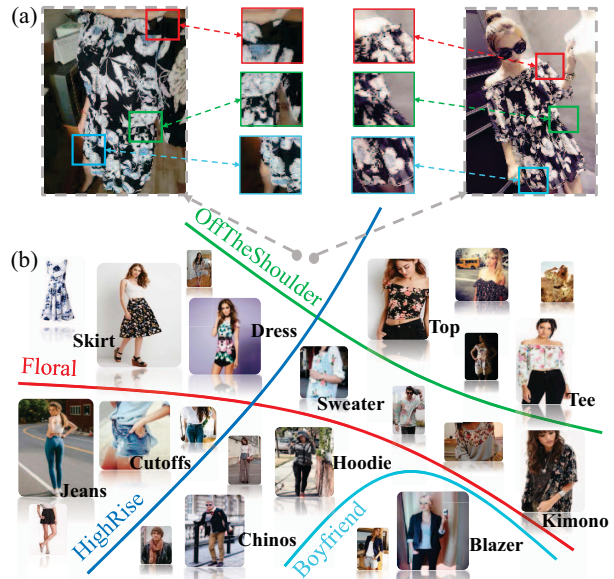 (a)
OffTheShoulder
(b)
Skirt
Dress
Top
Floral
Sweater
Tee
Jeans
Cutoffs
Hoodie
HighRise
Chinos
Boyfriend
Blazer
Kimono